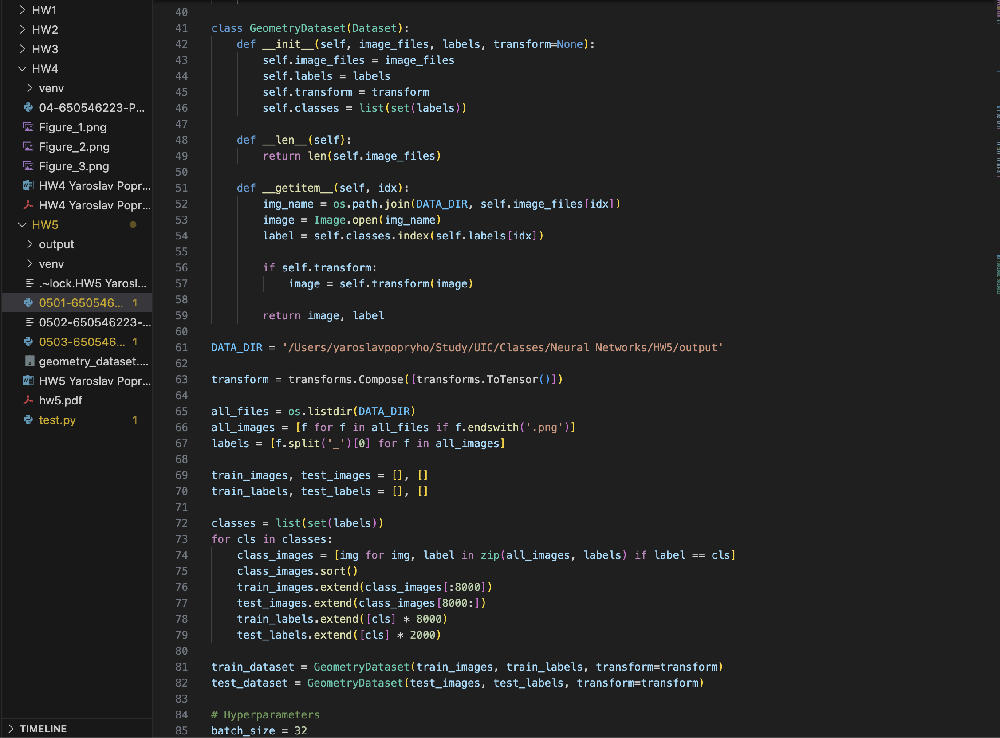 HW1
HW2
HW3
HW4
venv
04-650546223-P...
Figure_1.png
Figure_2.png
Figure_3.png
HW4 Yaroslav Popr...
HW4 Yaroslav Popr...
HW5
output
venv
.~lock.HW5 Yarosl...
0501-650546... 1
0502-650546223-...
0503-650546... 1
geometry_dataset....
HW5 Yaroslav Popr...
hw5.pdf
test.py 1
TIMELINE
40
41 class GeometryDataset(Dataset):
42 def __init__(self, image_files, labels, transform=None):
43 self.image_files = image_files
44 self.labels = labels
45 self.transform = transform
46 self.classes = list(set(labels))
47
48 def __len__(self):
49 return len(self.image_files)
50
51 def __getitem__(self, idx):
52 img_name = os.path.join(DATA_DIR, self.image_files[idx])
53 image = Image.open(img_name)
54 label = self.classes.index(self.labels[idx])
55
56 if self.transform:
57 image = self.transform(image)
58
59 return image, label
60
61 DATA_DIR = '/Users/yaroslavpopryho/Study/UIC/Classes/Neural Networks/HW5/output'
62
63 transform = transforms.Compose([transforms.ToTensor()])
64
65 all_files = os.listdir(DATA_DIR)
66 all_images = [f for f in all_files if f.endswith('.png')]
67 labels = [f.split('_')[0] for f in all_images]
68
69 train_images, test_images = [], []
70 train_labels, test_labels = [], []
71
72 classes = list(set(labels))
73 for cls in classes:
74 class_images = [img for img, label in zip(all_images, labels) if label == cls]
75 class_images.sort()
76 train_images.extend(class_images[:8000])
77 test_images.extend(class_images[8000:])
78 train_labels.extend([cls] * 8000)
79 test_labels.extend([cls] * 2000)
80
81 train_dataset = GeometryDataset(train_images, train_labels, transform=transform)
82 test_dataset = GeometryDataset(test_images, test_labels, transform=transform)
83
84 # Hyperparameters
85 batch_size = 32